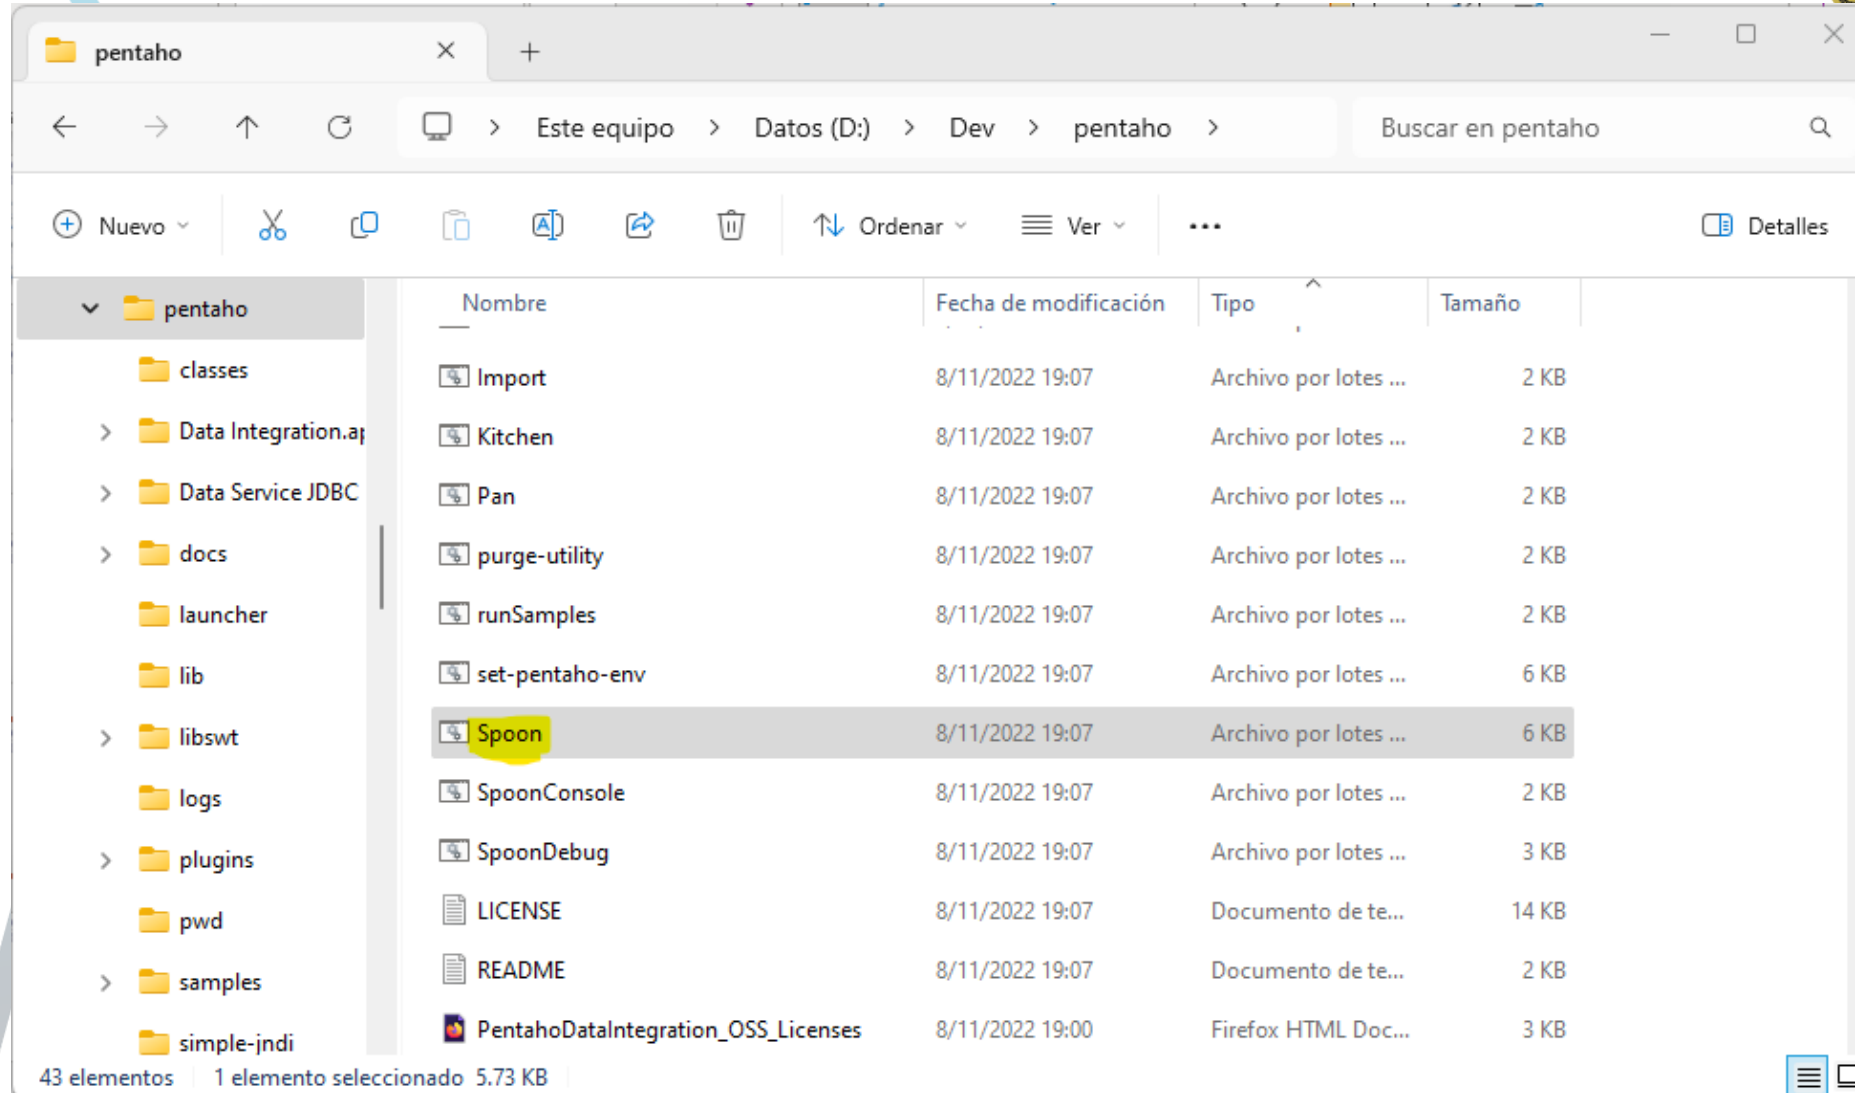 pentaho
Este equipo > Datos (D:) > Dev > pentaho >
Buscar en pentaho
Nuevo
Ordenar
Ver
Detalles
pentaho
classes
Data Integration.ap
Data Service JDBC
docs
launcher
lib
libswt
logs
plugins
pwd
samples
simple-jndi
Nombre Fecha de modificación Tipo Tamaño
Import 8/11/2022 19:07 Archivo por lotes ... 2 KB
Kitchen 8/11/2022 19:07 Archivo por lotes ... 2 KB
Pan 8/11/2022 19:07 Archivo por lotes ... 2 KB
purge-utility 8/11/2022 19:07 Archivo por lotes ... 2 KB
runSamples 8/11/2022 19:07 Archivo por lotes ... 2 KB
set-pentaho-env 8/11/2022 19:07 Archivo por lotes ... 6 KB
Spoon 8/11/2022 19:07 Archivo por lotes ... 6 KB
SpoonConsole 8/11/2022 19:07 Archivo por lotes ... 2 KB
SpoonDebug 8/11/2022 19:07 Archivo por lotes ... 3 KB
LICENSE 8/11/2022 19:07 Documento de te... 14 KB
README 8/11/2022 19:07 Documento de te... 2 KB
PentahoDataIntegration_OSS_Licenses 8/11/2022 19:00 Firefox HTML Doc... 3 KB
43 elementos 1 elemento seleccionado 5.73 KB